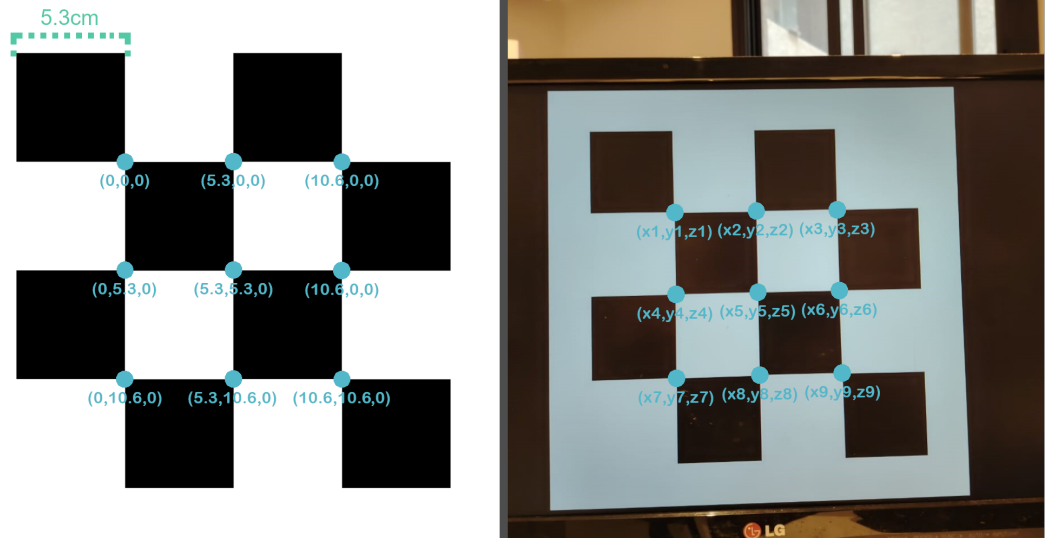 5.3cm
(0,0,0) (5.3,0,0) (10.6,0,0)
(0,5.3,0) (5.3,5.3,0) (10.6,0,0)
(0,10.6,0) (5.3,10.6,0) (10.6,10.6,0)
(x1,y1,z1) (x2,y2,z2) (x3,y3,z3)
(x4,y4,z4) (x5,y5,z5) (x6,y6,z6)
(x7,y7,z7) (x8,y8,z8) (x9,y9,z9)
LG